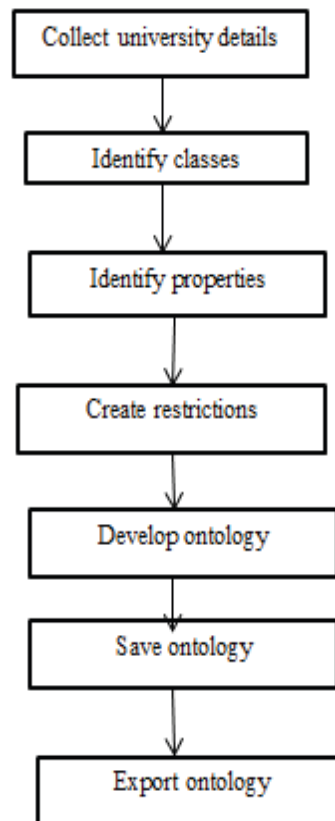 Collect university details
Identify classes
Identify properties
Create restrictions
Develop ontology
Save ontology
Export ontology